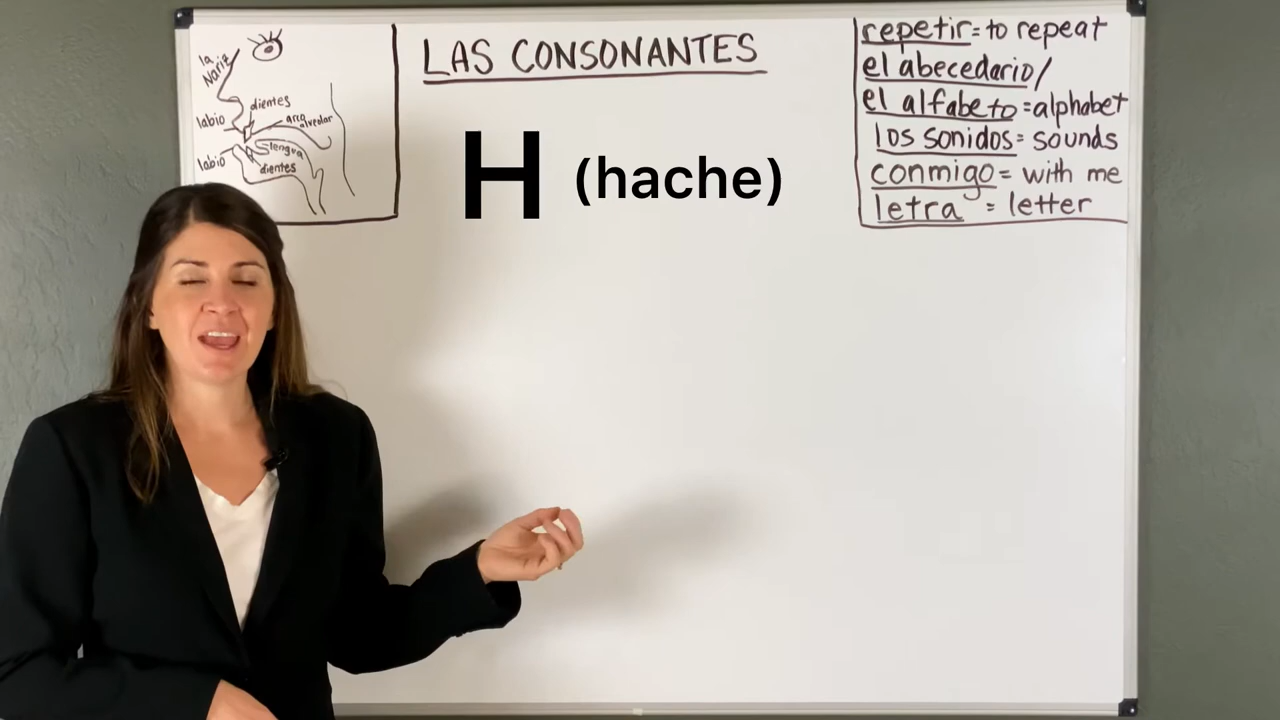 la
Nariz
labio
labio
dientes
arco
alveolar
lengua
dientes
LAS CONSONANTES
H (hache)
repetir = to repeat
el abecedario/
el alfabeto = alphabet
los sonidos = sounds
conmigo = with me
letra = letter